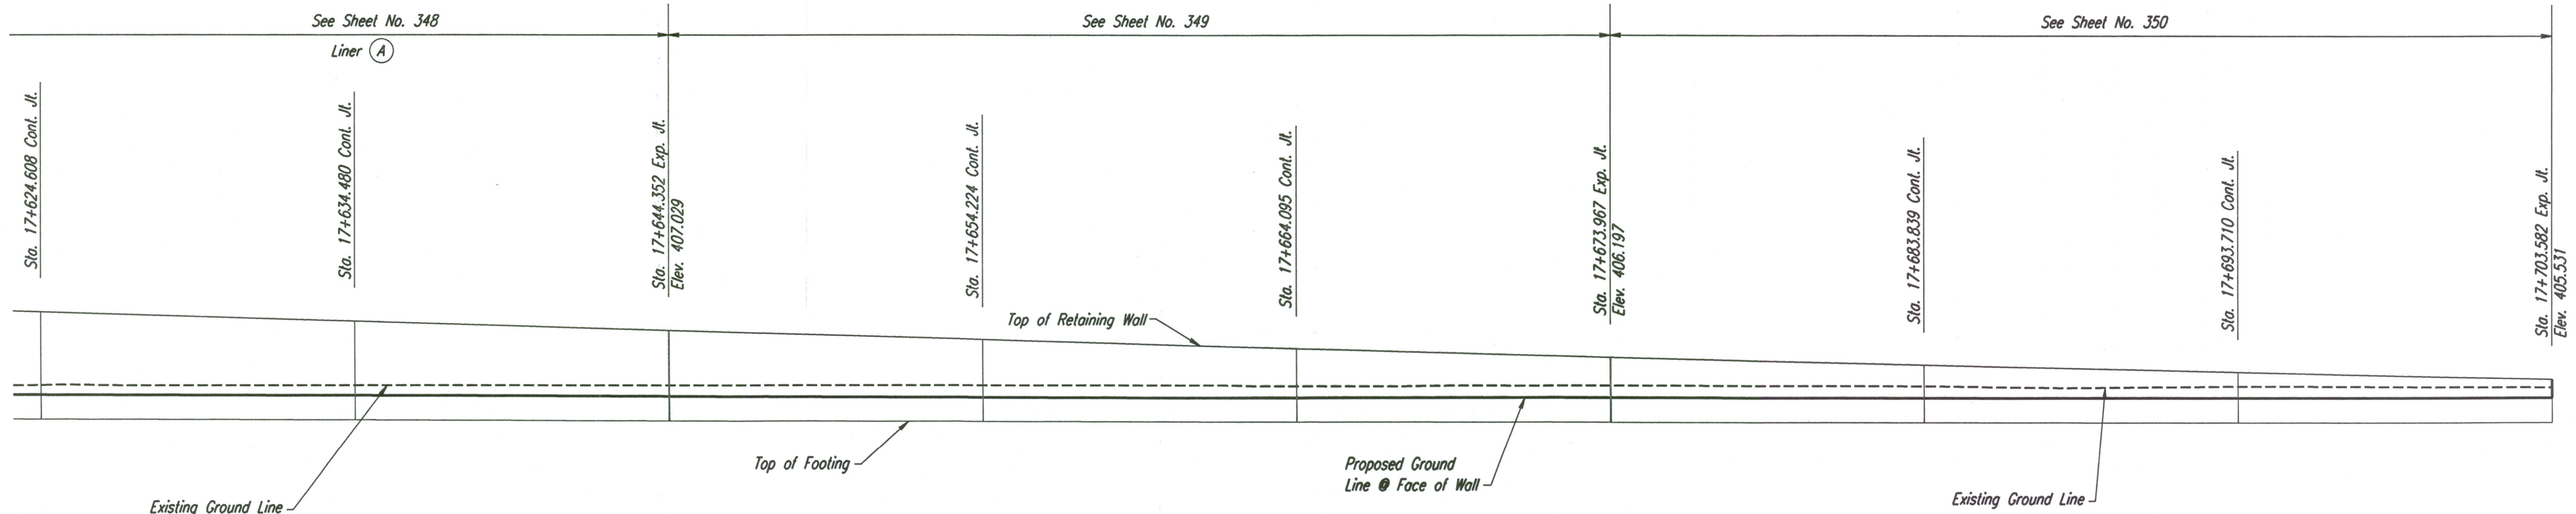 See Sheet No. 348
See Sheet No. 349
See Sheet No. 350
Liner A
Sta. 17+624.608 Cont. Jt.
Sta. 17+634.480 Cont. Jt.
Sta. 17+644.352 Exp. Jt.
Elev. 407.029
Sta. 17+654.224 Cont. Jt.
Sta. 17+664.095 Cont. Jt.
Sta. 17+673.967 Exp. Jt.
Elev. 406.197
Sta. 17+683.839 Cont. Jt.
Sta. 17+693.710 Cont. Jt.
Sta. 17+703.582 Exp. Jt.
Elev. 405.531
Top of Retaining Wall
Top of Footing
Proposed Ground
Line @ Face of Wall
Existing Ground Line
Existing Ground Line